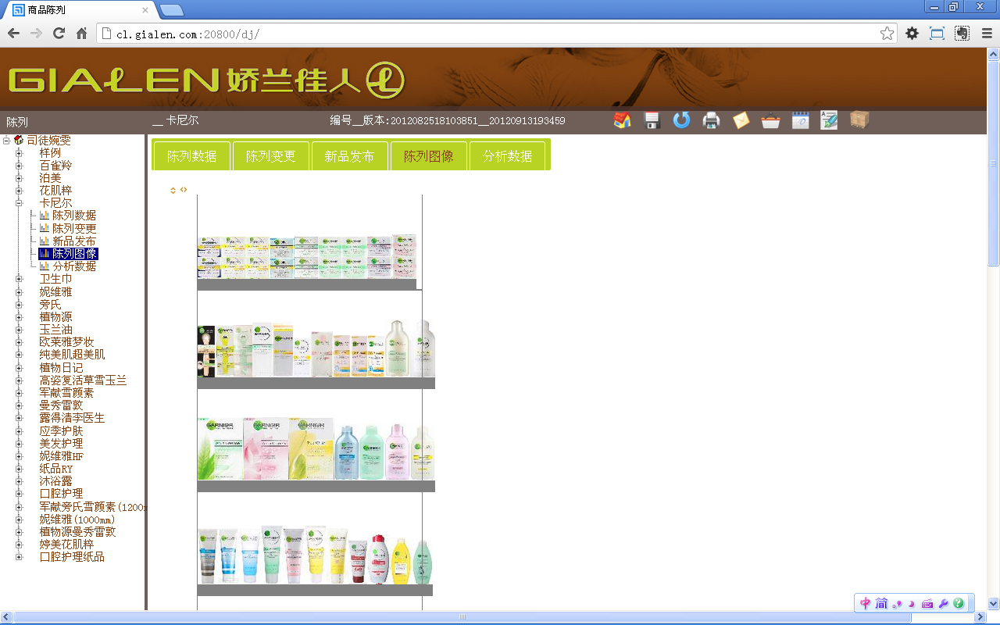 商品陈列
cl.gialen.com:20800/dj/
GIALEN 娇兰佳人
陈列
__ 卡尼尔
编号__版本:2012082518103851__20120913193459
司徒婉雯
样例
百雀羚
泊美
花肌粹
卡尼尔
陈列数据
陈列变更
新品发布
陈列图像
分析数据
卫生巾
妮维雅
旁氏
植物源
玉兰油
欧莱雅梦妆
纯美肌超美肌
植物日记
高姿复活草雪玉兰
军献雪颜素
曼秀雷敦
露得清李医生
应季护肤
美发护理
妮维雅HF
纸品RY
沐浴露
口腔护理
军献旁氏雪颜素(1200m
妮维雅(1000mm)
植物源曼秀雷敦
婷美花肌粹
口腔护理纸品
陈列数据 陈列变更 新品发布 陈列图像 分析数据
GARNIER GARNIER GARNIER
中 简